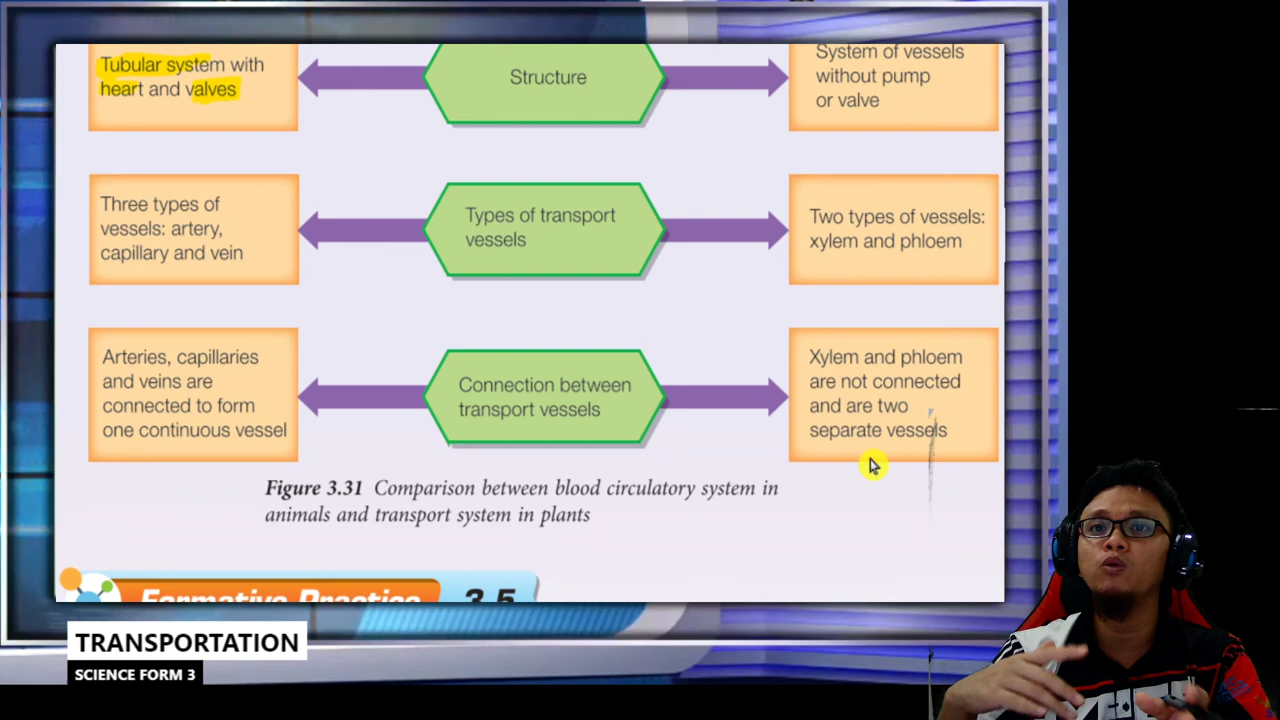 Tubular system with
heart and valves
Structure
System of vessels
without pump
or valve
Three types of
vessels: artery,
capillary and vein
Types of transport
vessels
Two types of vessels:
xylem and phloem
Arteries, capillaries
and veins are
connected to form
one continuous vessel
Connection between
transport vessels
Xylem and phloem
are not connected
and are two
separate vessels
Figure 3.31 Comparison between blood circulatory system in
animals and transport system in plants
Formative Practice 3.5
TRANSPORTATION
SCIENCE FORM 3